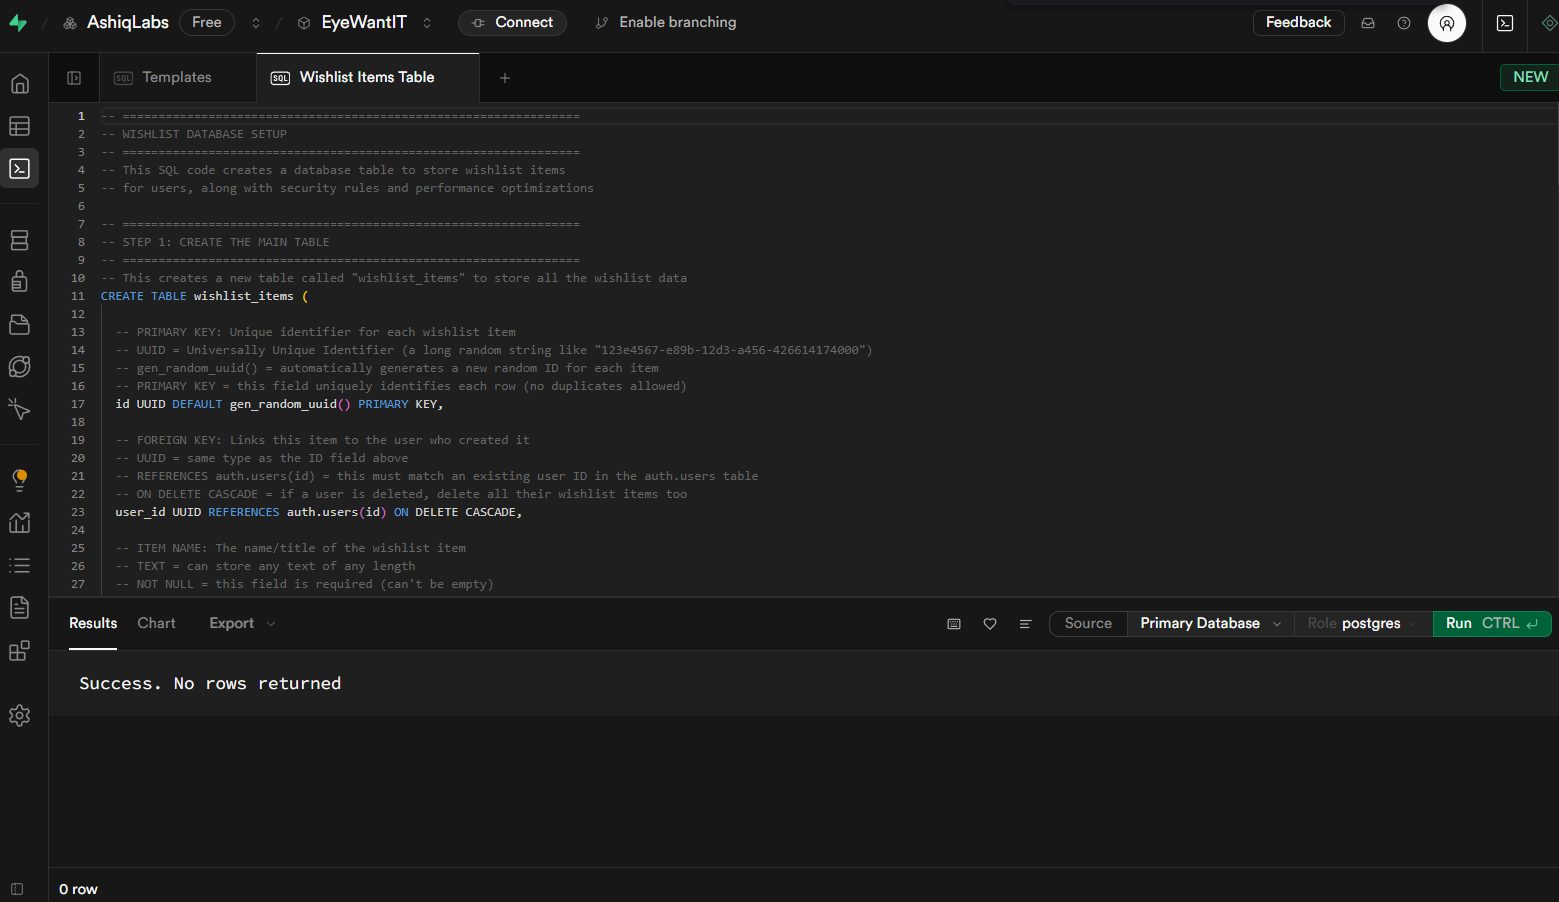 AshiqLabs Free / EyeWantIT Connect Enable branching Feedback
Templates Wishlist Items Table NEW
1 -- ================================================================
2 -- WISHLIST DATABASE SETUP
3 -- ================================================================
4 -- This SQL code creates a database table to store wishlist items
5 -- for users, along with security rules and performance optimizations
6
7 -- ================================================================
8 -- STEP 1: CREATE THE MAIN TABLE
9 -- ================================================================
10 -- This creates a new table called "wishlist_items" to store all the wishlist data
11 CREATE TABLE wishlist_items (
12
13 -- PRIMARY KEY: Unique identifier for each wishlist item
14 -- UUID = Universally Unique Identifier (a long random string like "123e4567-e89b-12d3-a456-426614174000")
15 -- gen_random_uuid() = automatically generates a new random ID for each item
16 -- PRIMARY KEY = this field uniquely identifies each row (no duplicates allowed)
17 id UUID DEFAULT gen_random_uuid() PRIMARY KEY,
18
19 -- FOREIGN KEY: Links this item to the user who created it
20 -- UUID = same type as the ID field above
21 -- REFERENCES auth.users(id) = this must match an existing user ID in the auth.users table
22 -- ON DELETE CASCADE = if a user is deleted, delete all their wishlist items too
23 user_id UUID REFERENCES auth.users(id) ON DELETE CASCADE,
24
25 -- ITEM NAME: The name/title of the wishlist item
26 -- TEXT = can store any text of any length
27 -- NOT NULL = this field is required (can't be empty)
Results Chart Export Source Primary Database Role postgres Run CTRL
Success. No rows returned
0 row